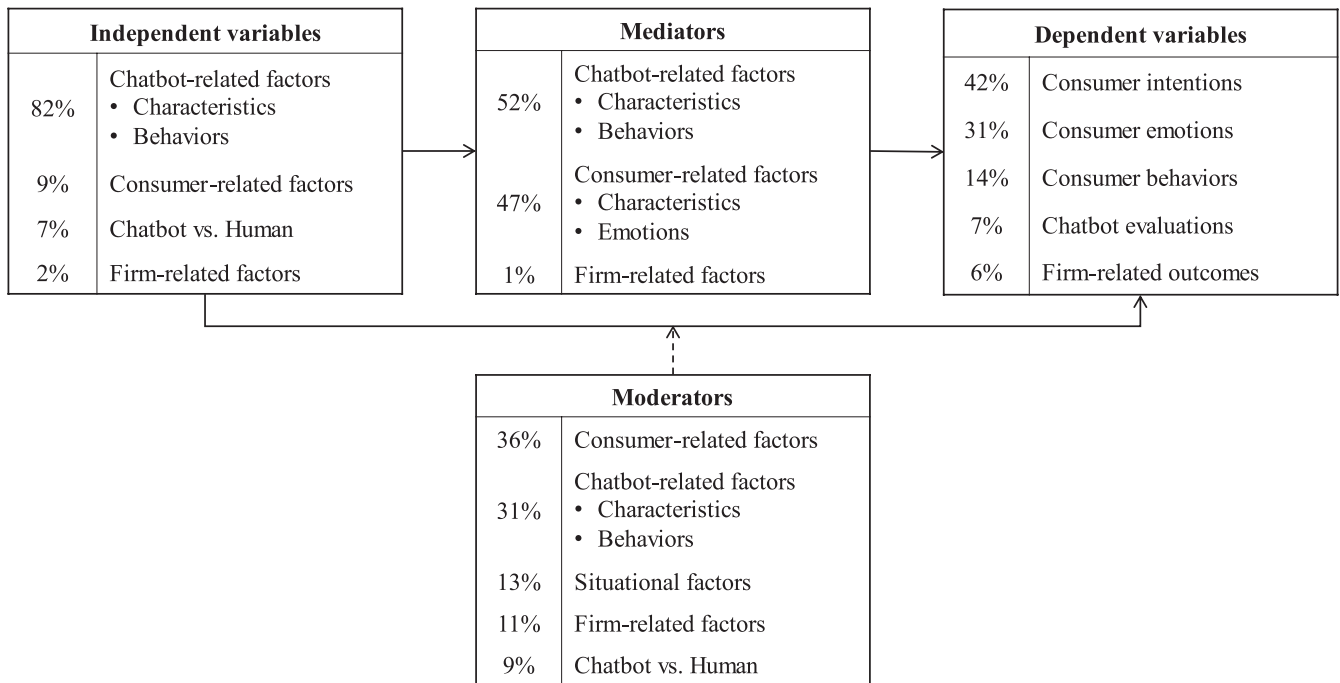 Independent variables
82%
Chatbot-related factors
• Characteristics
• Behaviors
9% Consumer-related factors
7% Chatbot vs. Human
2% Firm-related factors
Mediators
52%
Chatbot-related factors
• Characteristics
• Behaviors
47%
Consumer-related factors
• Characteristics
• Emotions
1% Firm-related factors
Dependent variables
42% Consumer intentions
31% Consumer emotions
14% Consumer behaviors
7% Chatbot evaluations
6% Firm-related outcomes
Moderators
36% Consumer-related factors
31%
Chatbot-related factors
• Characteristics
• Behaviors
13% Situational factors
11% Firm-related factors
9% Chatbot vs. Human